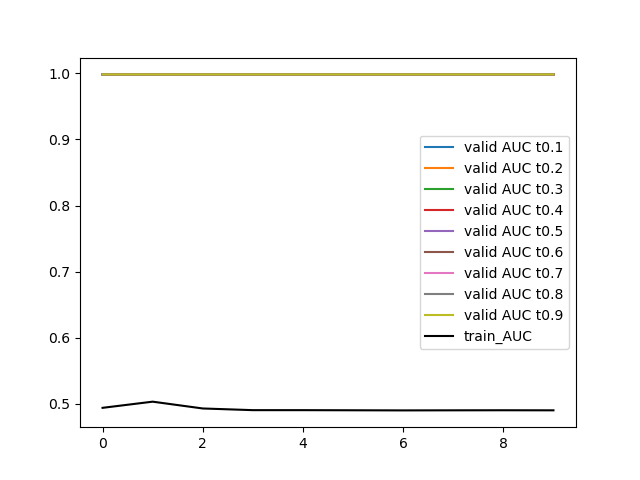 1.0
0.9
0.8
0.7
0.6
0.5
0 2 4 6 8
valid AUC t0.1
valid AUC t0.2
valid AUC t0.3
valid AUC t0.4
valid AUC t0.5
valid AUC t0.6
valid AUC t0.7
valid AUC t0.8
valid AUC t0.9
train_AUC